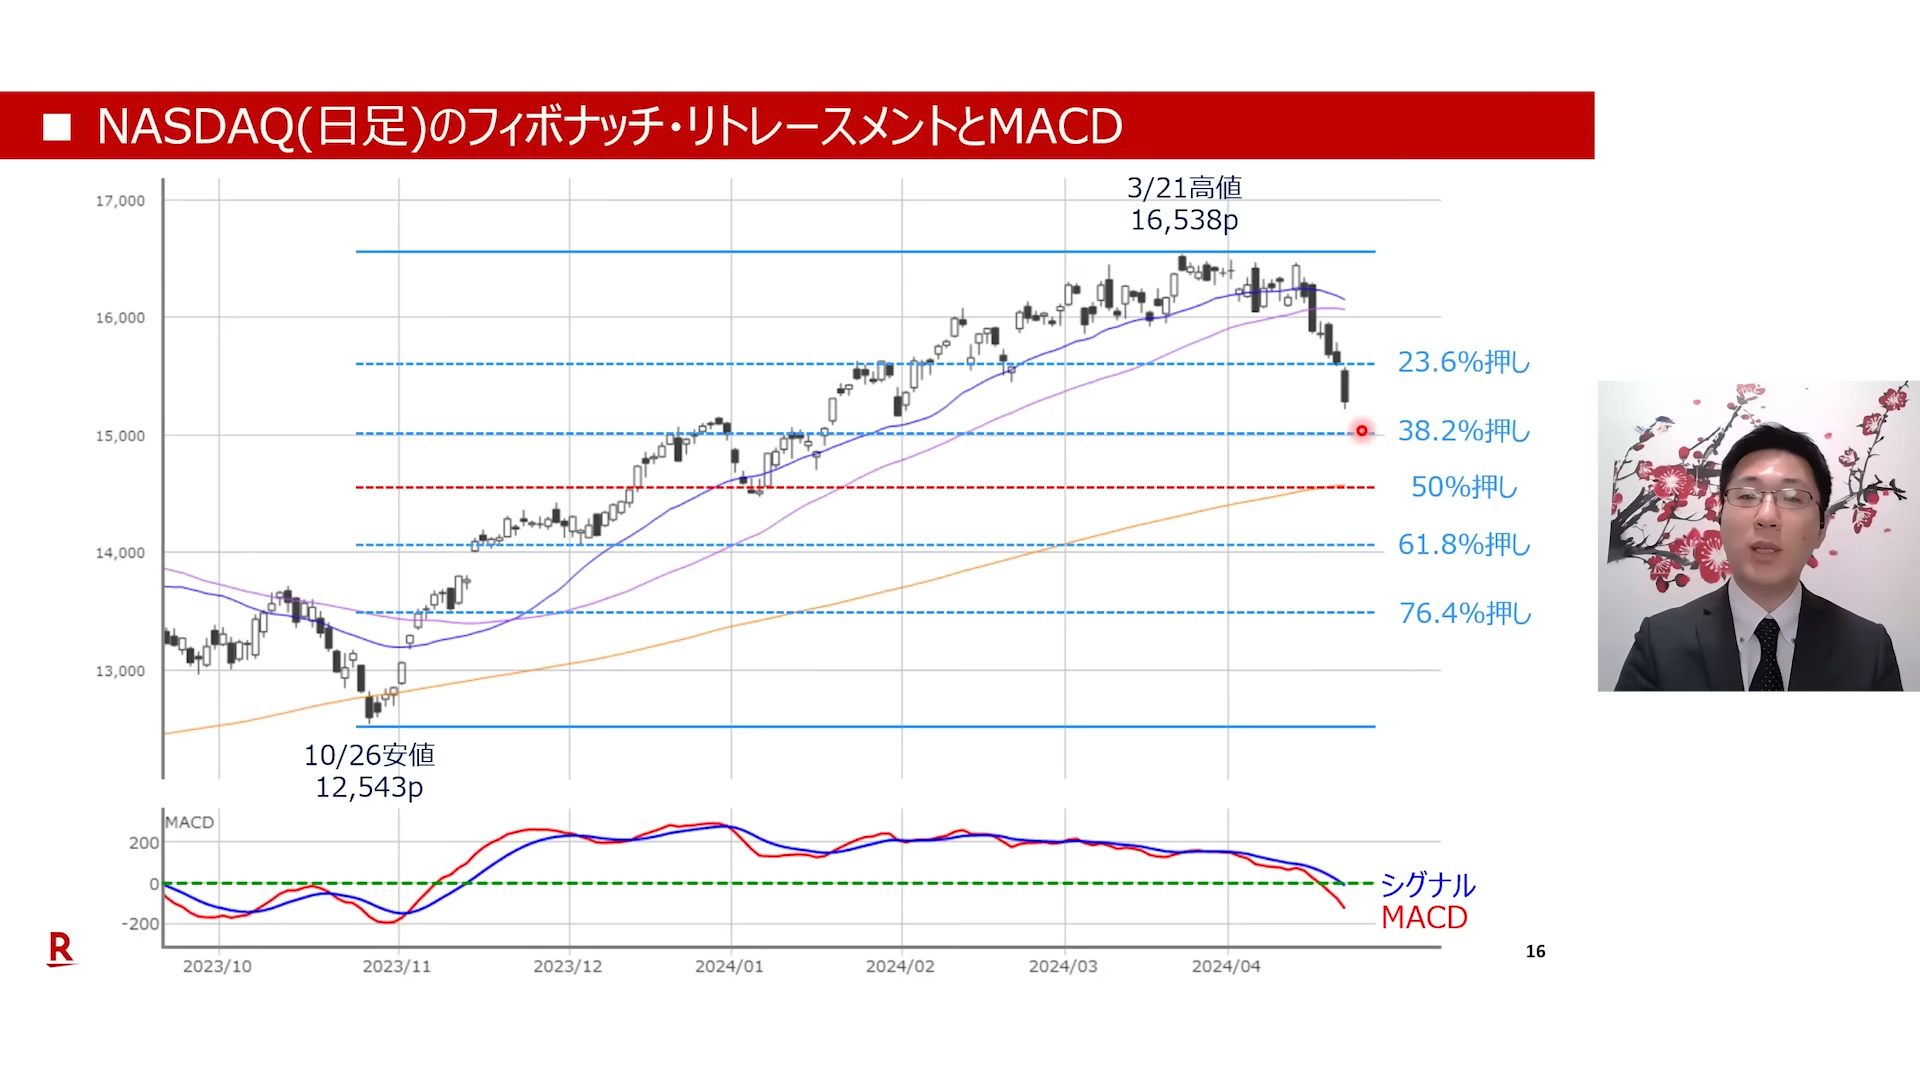 ■ NASDAQ(日足)のフィボナッチ・リトレースメントとMACD
3/21高値
16,538p
17,000
16,000
15,000
14,000
13,000
23.6%押し
38.2%押し
50%押し
61.8%押し
76.4%押し
10/26安値
12,543p
MACD
200
0
-200
シグナル
MACD
R
16
2023/10
2023/11
2023/12
2024/01
2024/02
2024/03
2024/04